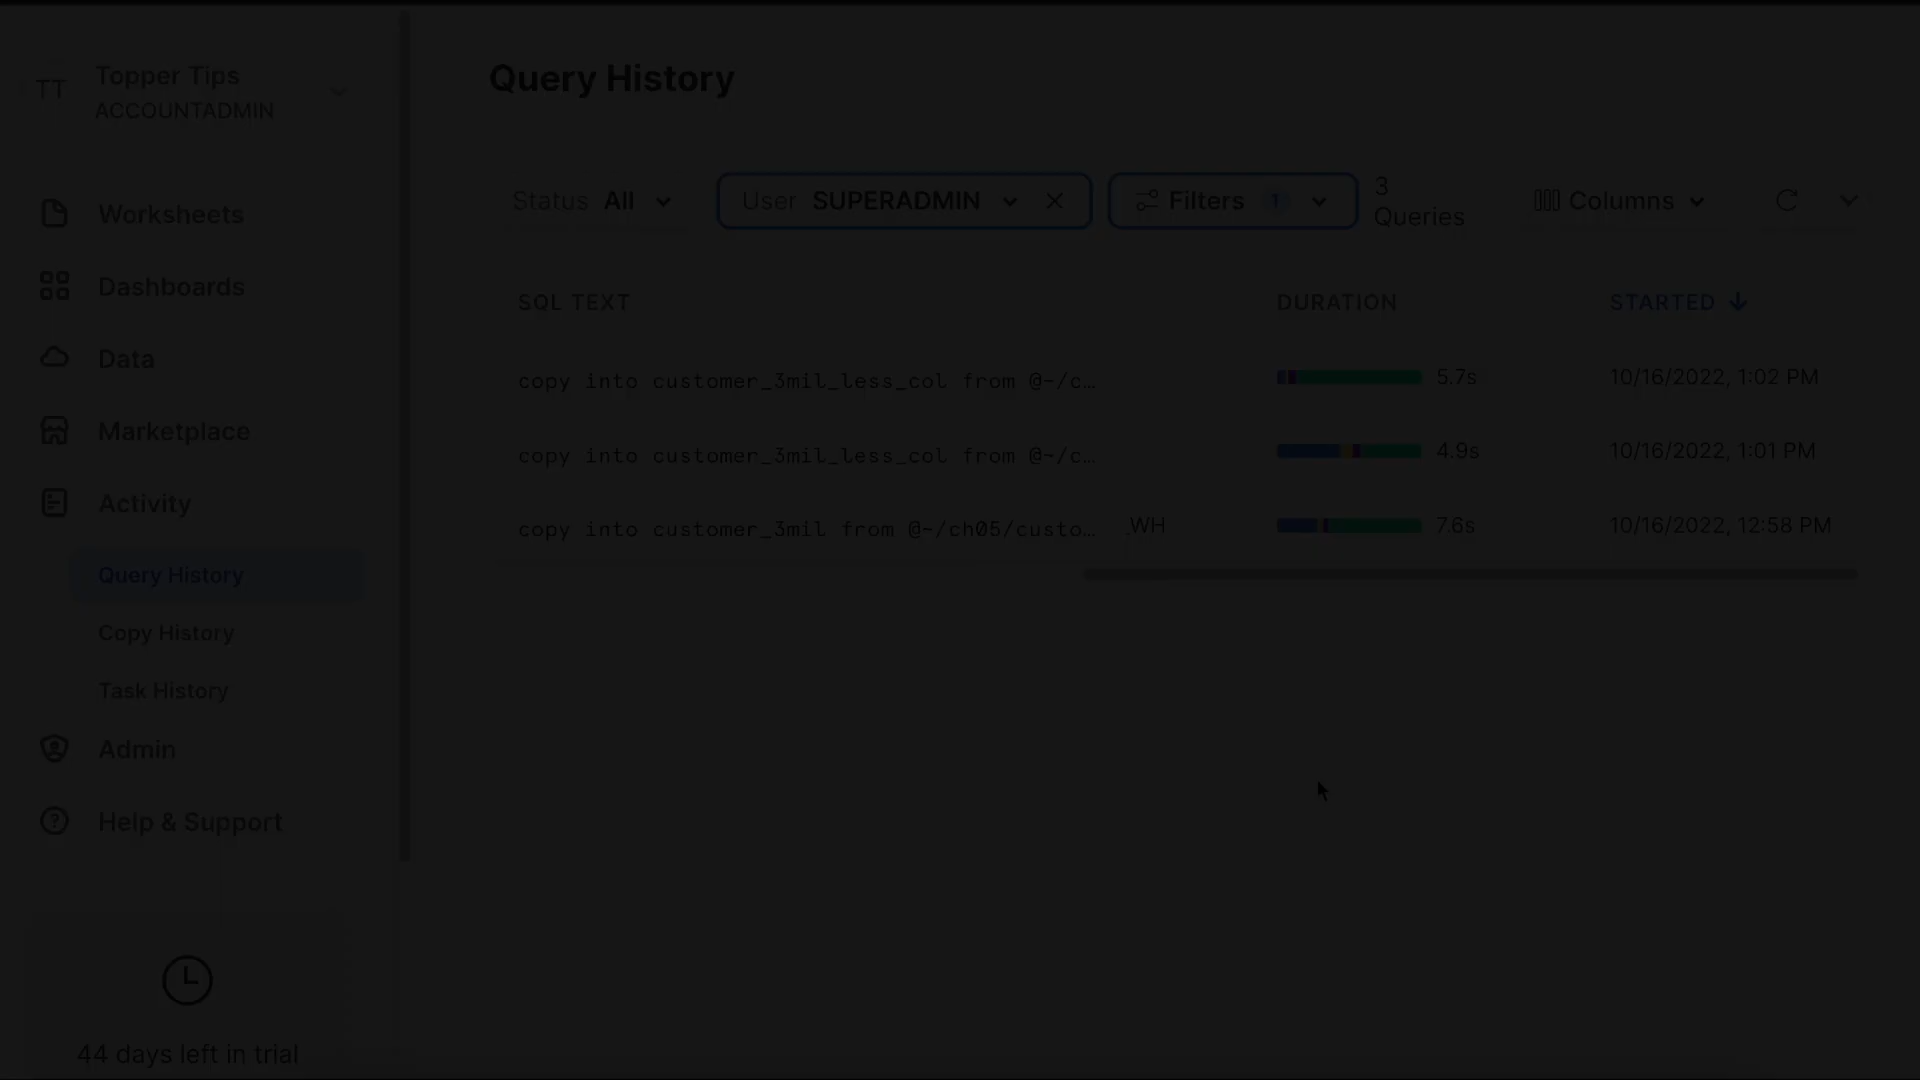 TT
Topper Tips
ACCOUNTADMIN
Worksheets
Dashboards
Data
Marketplace
Activity
Query History
Copy History
Task History
Admin
Help & Support
44 days left in trial
Query History
Status All
User SUPERADMIN
Filters 1
3 Queries
Columns
SQL TEXT DURATION STARTED
copy into customer_3mil_less_col from @~/c… 5.7s 10/16/2022, 1:02 PM
copy into customer_3mil_less_col from @~/c… 4.9s 10/16/2022, 1:01 PM
copy into customer_3mil from @~/ch05/custo… _WH 7.6s 10/16/2022, 12:58 PM